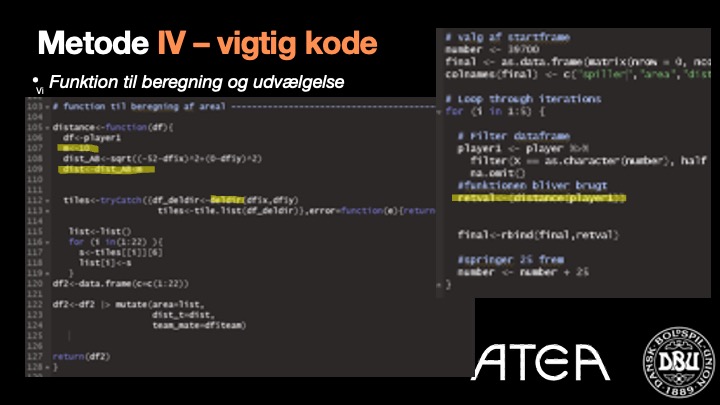 Metode IV – vigtig kode
• Funktion til beregning og udvælgelse
Vi
103 # function til beregning af areal
104
105 distance<-function(df){
106 df<-player1
107 m<-10
108 dist_AB<-sqrt((-52-df$x)^2+(0-df$y)^2)
109 dist<-dist_AB-m
110
111
112 tiles<-tryCatch({df_deldir<-deldir(df$x,df$y)
113 tiles<-tile.list(df_deldir)},error=function(e){return
114
115 list<-list()
116 for (i in(1:22) ){
117 s<-tiles[[i]][6]
118 list[i]<-s
119 }
120 df2<-data.frame(c=c(1:22))
121
122 df2<-df2 |> mutate(area=list,
123 dist_t=dist,
124 team_mate=df$team)
125
127 return(df2)
128 }
# valg af startframe
number <- 39700
final <- as.data.frame(matrix(nrow = 0, nco
colnames(final) <- c("spiller","area","dist
# Loop through iterations
for (i in 1:5) {
# Filter dataframe
player1 <- player %>%
filter(X == as.character(number), half
na.omit()
#funktionen bliver brugt
retval <-(distance(player1))
final<-rbind(final,retval)
#springer 25 frem
number <- number + 25
}
ATEA
DANSK BOLDSPIL-UNION
DBU
1889